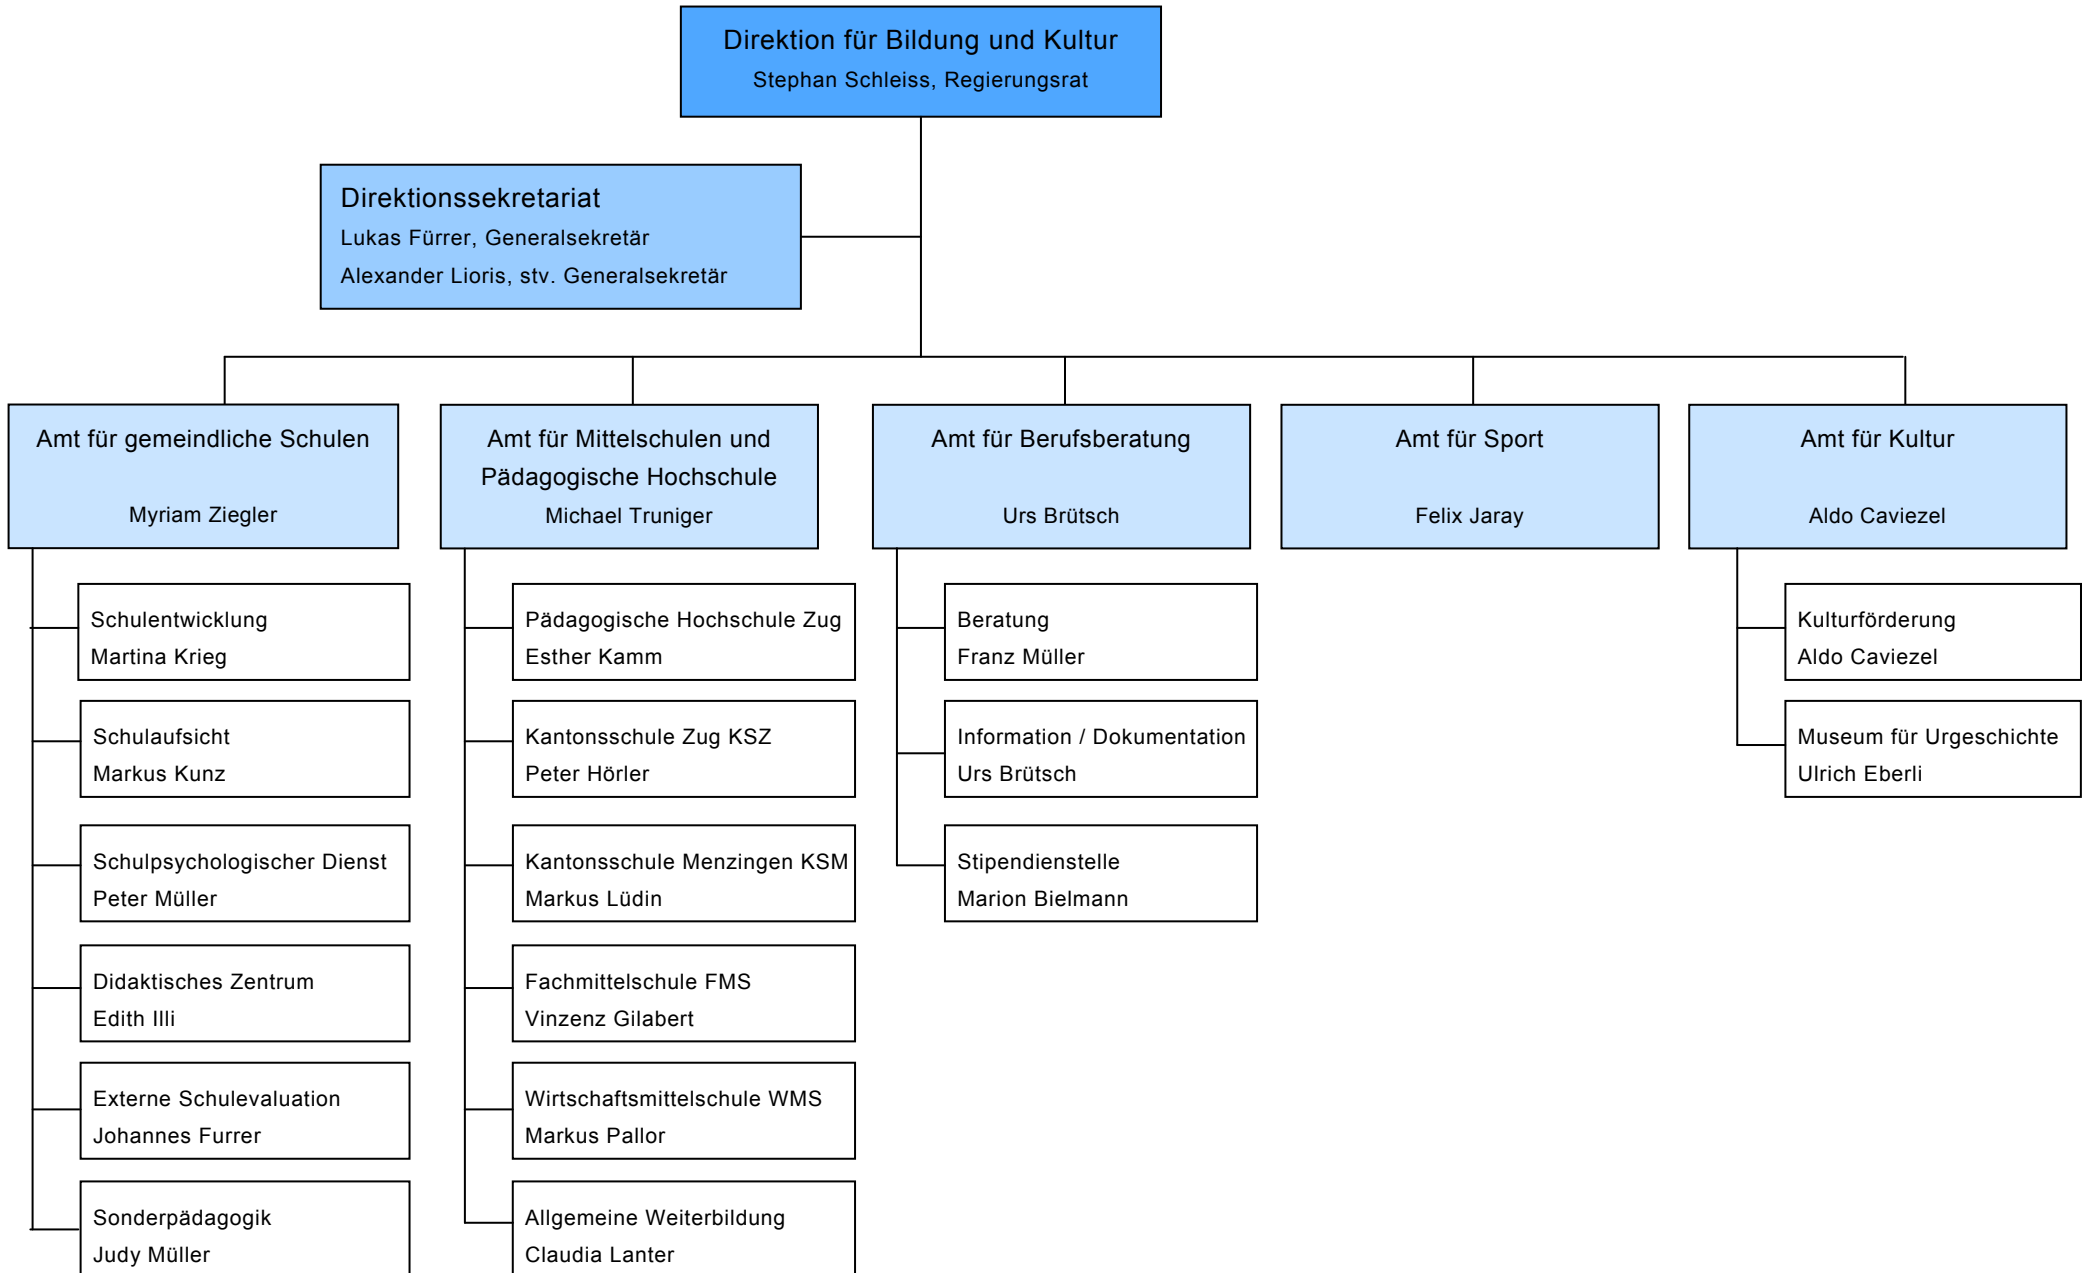 Direktion für Bildung und Kultur
Stephan Schleiss, Regierungsrat
Direktionssekretariat
Lukas Fürrer, Generalsekretär
Alexander Lioris, stv. Generalsekretär
Amt für gemeindliche Schulen
Myriam Ziegler
Amt für Mittelschulen und
Pädagogische Hochschule
Michael Truniger
Amt für Berufsberatung
Urs Brütsch
Amt für Sport
Felix Jaray
Amt für Kultur
Aldo Caviezel
Schulentwicklung
Martina Krieg
Schulaufsicht
Markus Kunz
Schulpsychologischer Dienst
Peter Müller
Didaktisches Zentrum
Edith Illi
Externe Schulevaluation
Johannes Furrer
Sonderpädagogik
Judy Müller
Pädagogische Hochschule Zug
Esther Kamm
Kantonsschule Zug KSZ
Peter Hörler
Kantonsschule Menzingen KSM
Markus Lüdin
Fachmittelschule FMS
Vinzenz Gilabert
Wirtschaftsmittelschule WMS
Markus Pallor
Allgemeine Weiterbildung
Claudia Lanter
Beratung
Franz Müller
Information / Dokumentation
Urs Brütsch
Stipendienstelle
Marion Bielmann
Kulturförderung
Aldo Caviezel
Museum für Urgeschichte
Ulrich Eberli